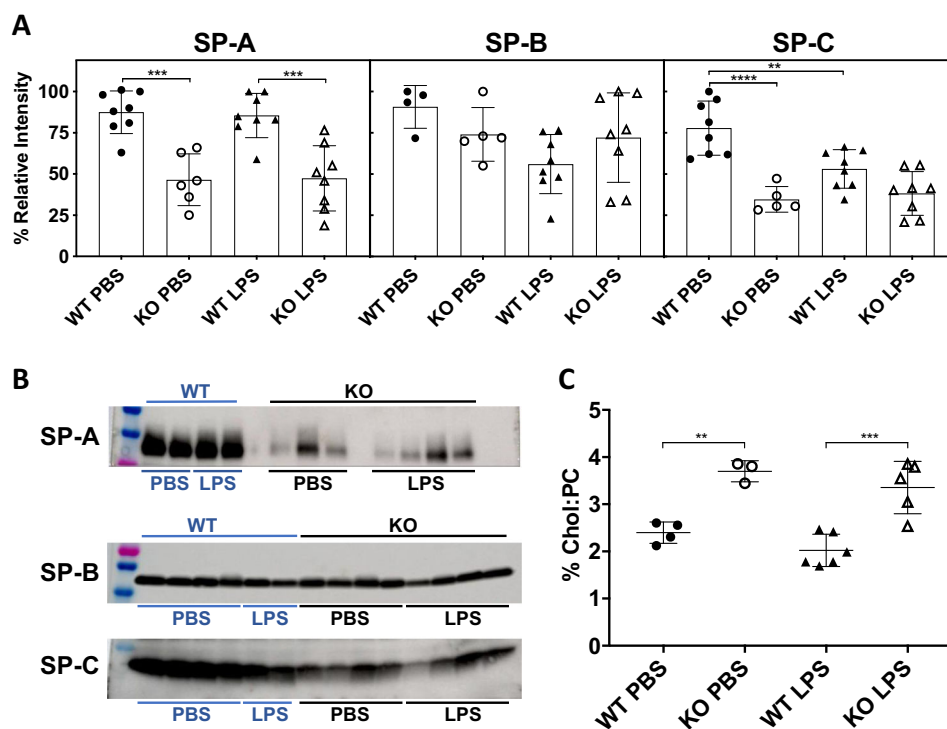 A
SP-A SP-B SP-C
% Relative Intensity
100
75
50
25
0
*** *** ** ****
WT PBS KO PBS WT LPS KO LPS WT PBS KO PBS WT LPS KO LPS WT PBS KO PBS WT LPS KO LPS
B
WT KO
SP-A
PBS LPS PBS LPS
WT KO
SP-B
PBS LPS PBS LPS
SP-C
PBS LPS PBS LPS
C
% Chol:PC
5
4
3
2
1
0
** ***
WT PBS KO PBS WT LPS KO LPS